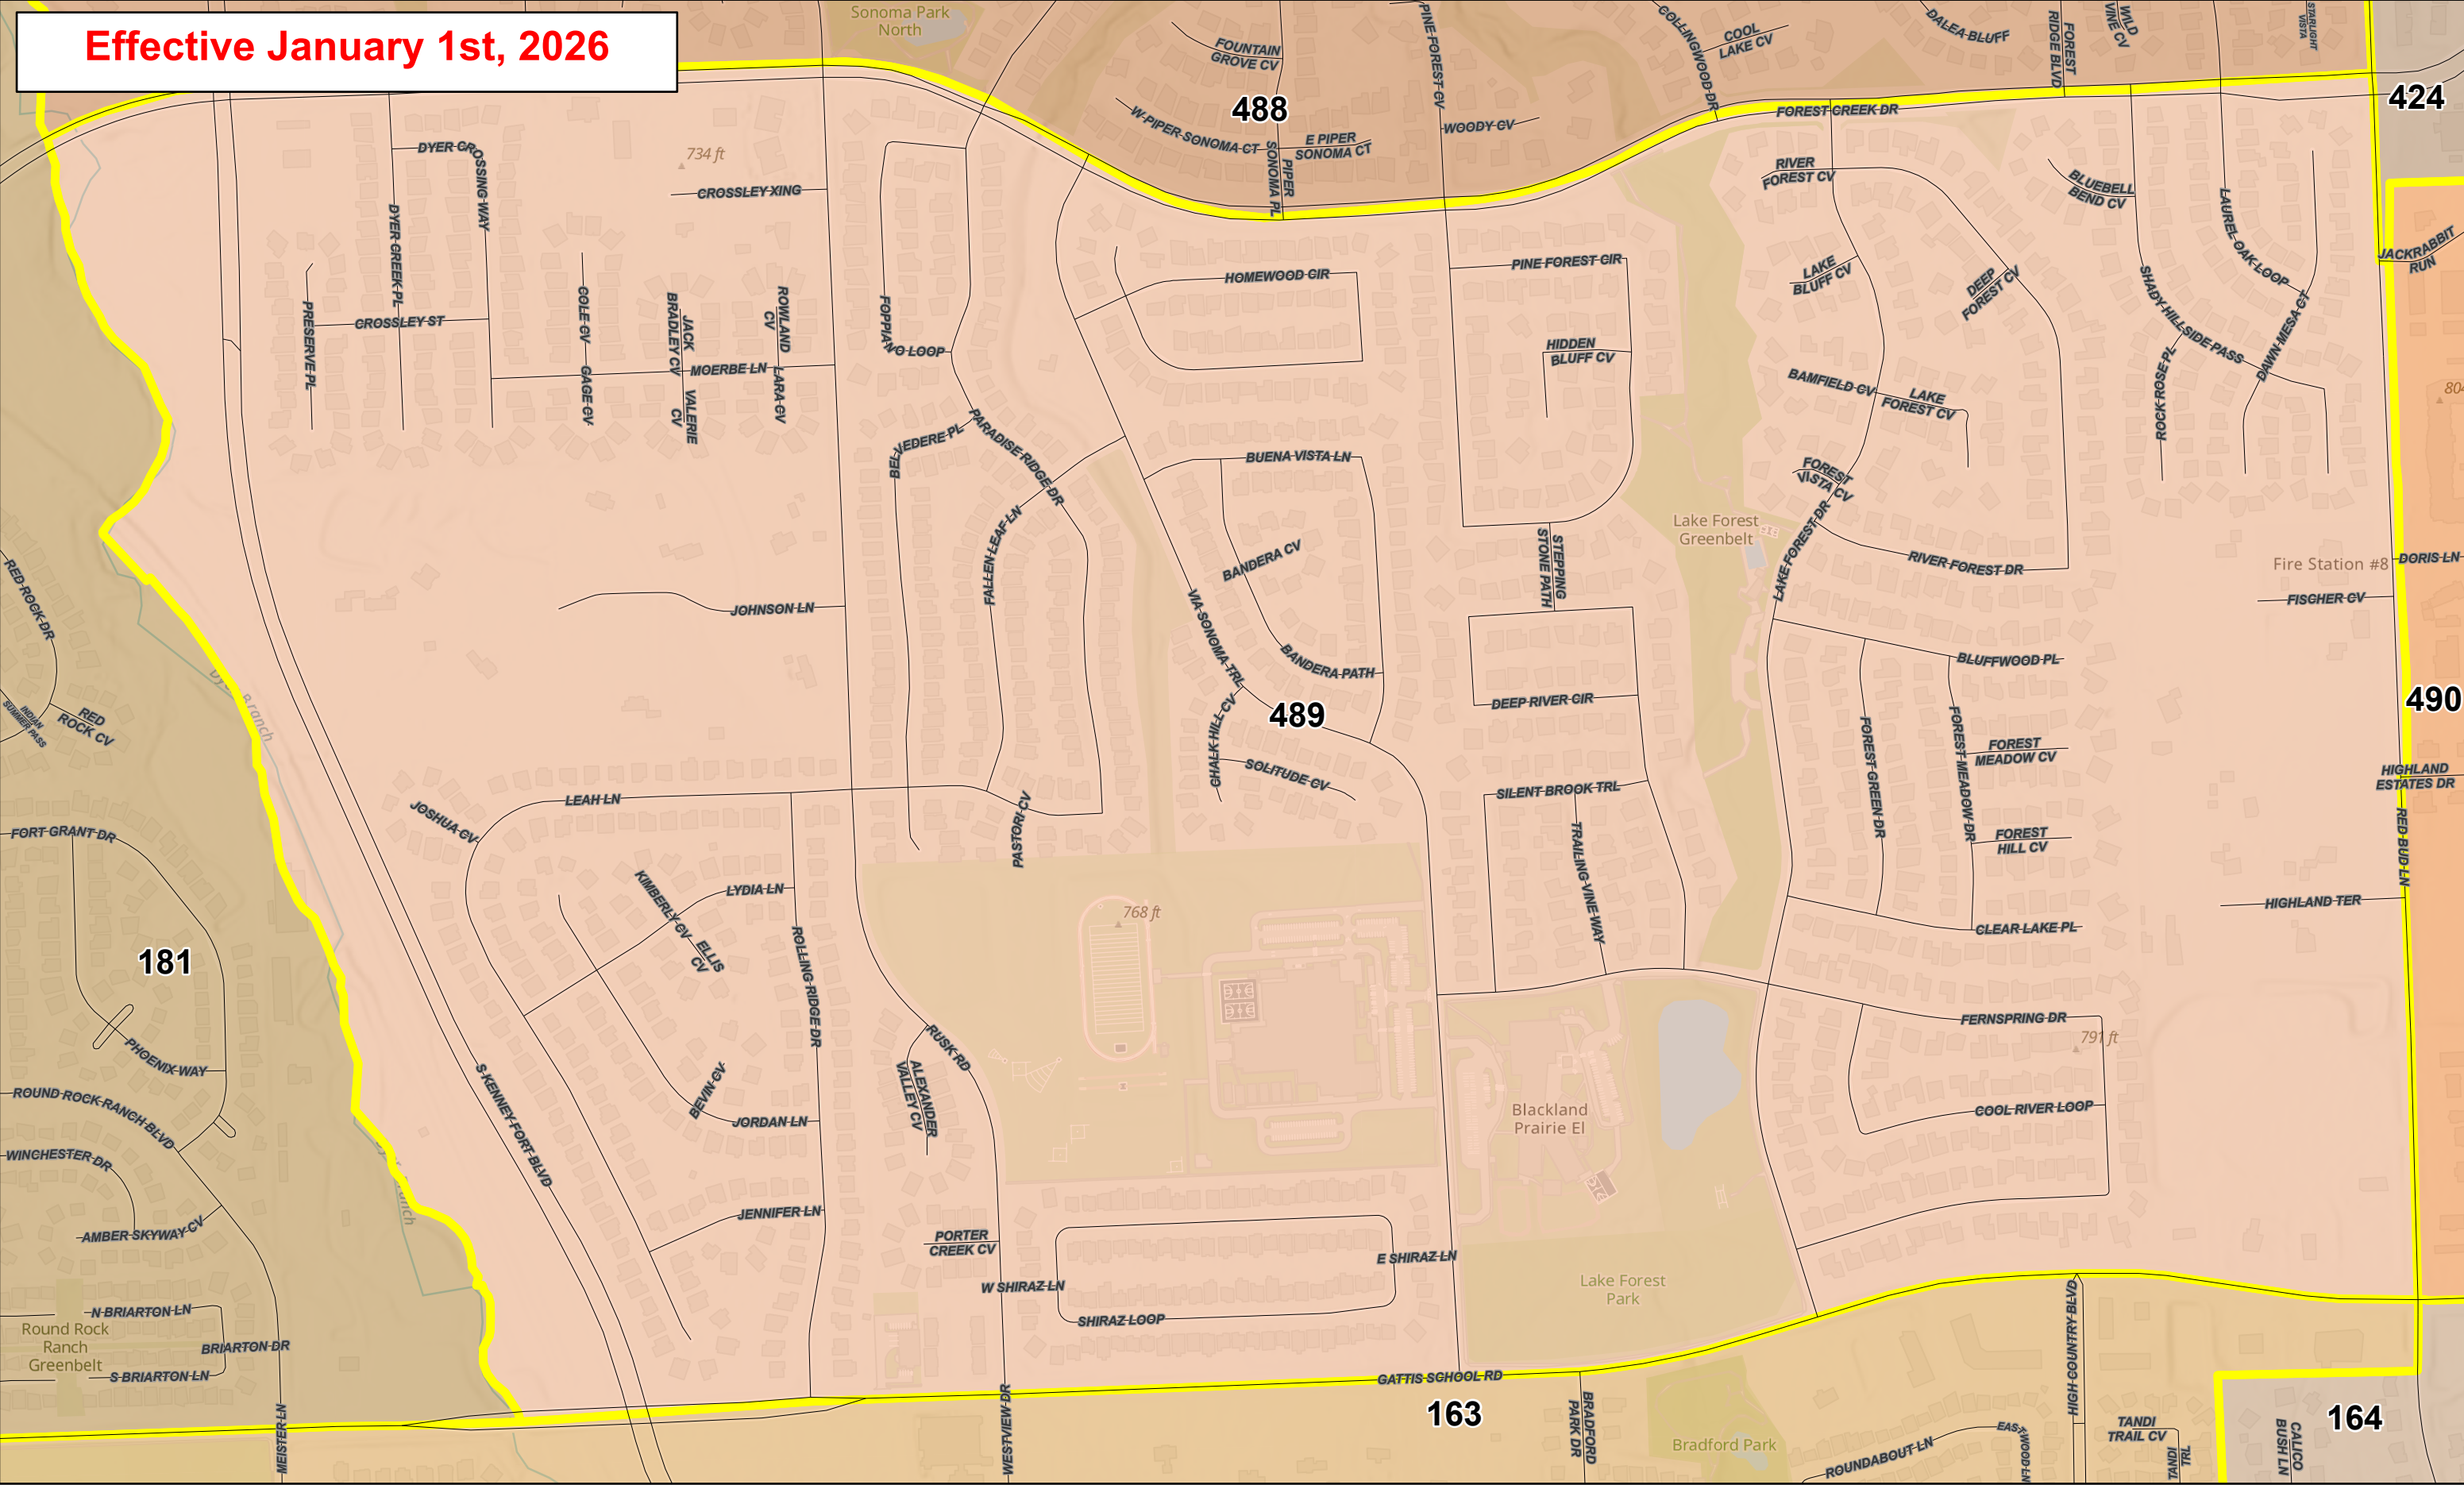 Effective January 1st, 2026
Sonoma Park
North
FOUNTAIN
GROVE CV
PINE FOREST CV
COLLINGWOOD DR
COOL
LAKE CV
DALEA BLUFF
FOREST
RIDGE BLVD
WILD
VINE CV
STARLIGHT
VISTA
488
424
W PIPER SONOMA CT
E PIPER
SONOMA CT
PIPER
SONOMA PL
WOODY CV
FOREST CREEK DR
DYER CROSSING WAY
734 ft
CROSSLEY XING
RIVER
FOREST CV
BLUEBELL
BEND CV
LAUREL OAK LOOP
JACKRABBIT
RUN
DYER CREEK PL
PRESERVE PL
CROSSLEY ST
COLE CV
GAGE CV
JACK
BRADLEY CV
VALERIE
CV
ROWLAND
CV
LARA CV
MOERBE LN
FOPPIANO LOOP
HOMEWOOD CIR
PINE FOREST CIR
HIDDEN
BLUFF CV
LAKE
BLUFF CV
DEEP
FOREST CV
SHADY HILLSIDE PASS
DAWN MESA CT
ROCK ROSE PL
804
BAMFIELD CV
LAKE
FOREST CV
BELVEDERE PL
PARADISE RIDGE DR
FALLEN LEAF LN
BUENA VISTA LN
BANDERA CV
BANDERA PATH
FOREST
VISTA CV
LAKE FOREST DR
Lake Forest
Greenbelt
RIVER FOREST DR
Fire Station #8
DORIS LN
FISCHER CV
STEPPING
STONE PATH
RED ROCK DR
RED
ROCK CV
INDIAN
SUMMER PASS
Dyer Branch
JOHNSON LN
VIA SONOMA TRL
CHALK HILL CV
489
SOLITUDE CV
DEEP RIVER CIR
BLUFFWOOD PL
490
FOREST GREEN DR
FOREST MEADOW DR
FOREST
MEADOW CV
HIGHLAND
ESTATES DR
RED BUD LN
FOREST
HILL CV
SILENT BROOK TRL
TRAILING VINE WAY
JOSHUA CV
LEAH LN
PASTORI CV
FORT GRANT DR
LYDIA LN
KIMBERLY CV
ELLIS
CV
ROLLING RIDGE DR
768 ft
HIGHLAND TER
CLEAR LAKE PL
181
PHOENIX WAY
ROUND ROCK RANCH BLVD
WINCHESTER DR
AMBER SKYWAY CV
S KENNEY FORT BLVD
BEVIN CV
JORDAN LN
RUSK RD
ALEXANDER
VALLEY CV
Blackland
Prairie El
FERNSPRING DR
791 ft
COOL RIVER LOOP
JENNIFER LN
PORTER
CREEK CV
W SHIRAZ LN
E SHIRAZ LN
SHIRAZ LOOP
Lake Forest
Park
N BRIARTON LN
Round Rock
Ranch
Greenbelt
BRIARTON DR
S BRIARTON LN
MEISTER LN
WESTVIEW DR
GATTIS SCHOOL RD
163
BRADFORD
PARK DR
Bradford Park
HIGH COUNTRY BLVD
ROUNDABOUT LN
EASTWOOD LN
TANDI
TRAIL CV
TANDI
TRL
164
CALICO
BUSH LN